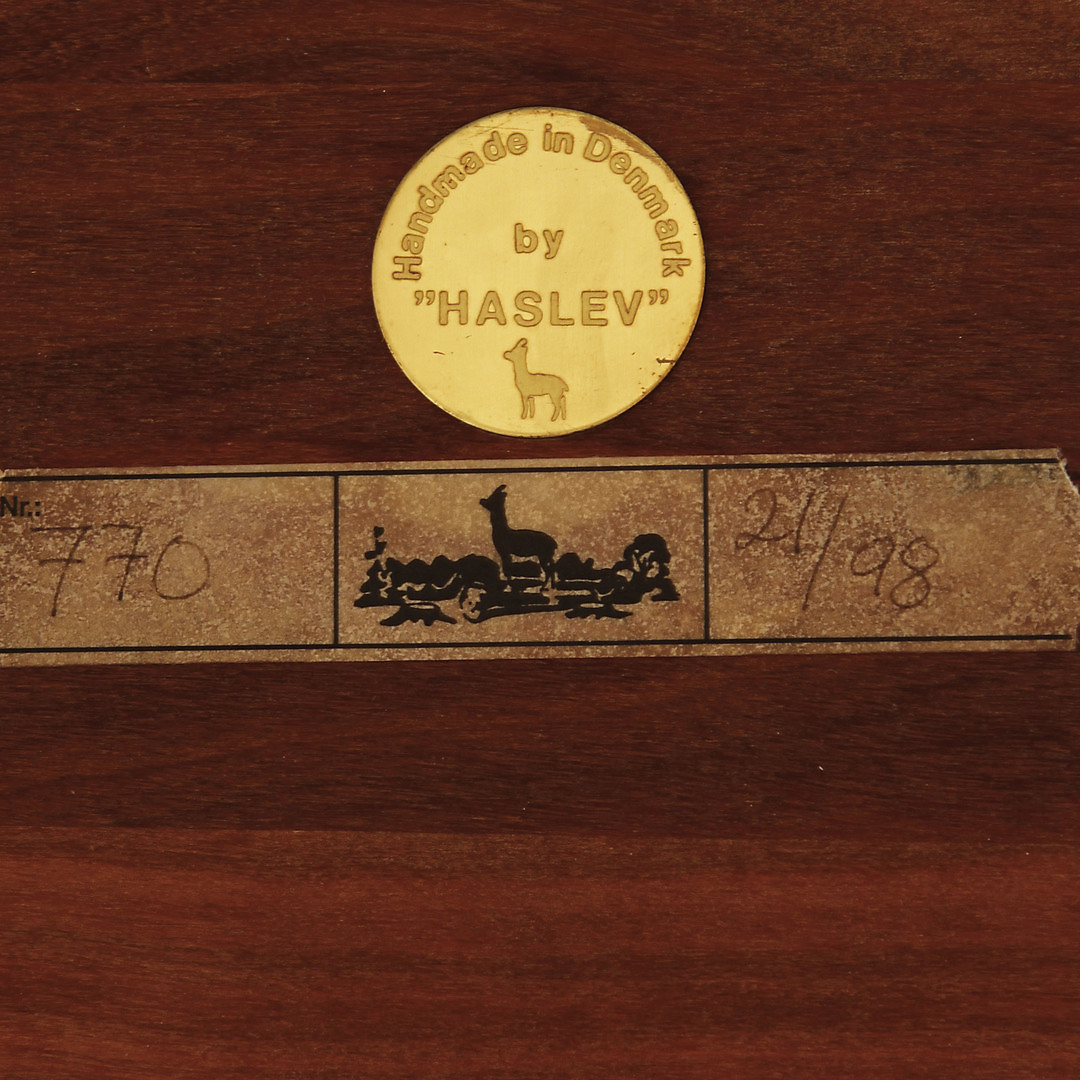 Handmade in Denmark
by
"HASLEV"
Nr.:
770
21/98